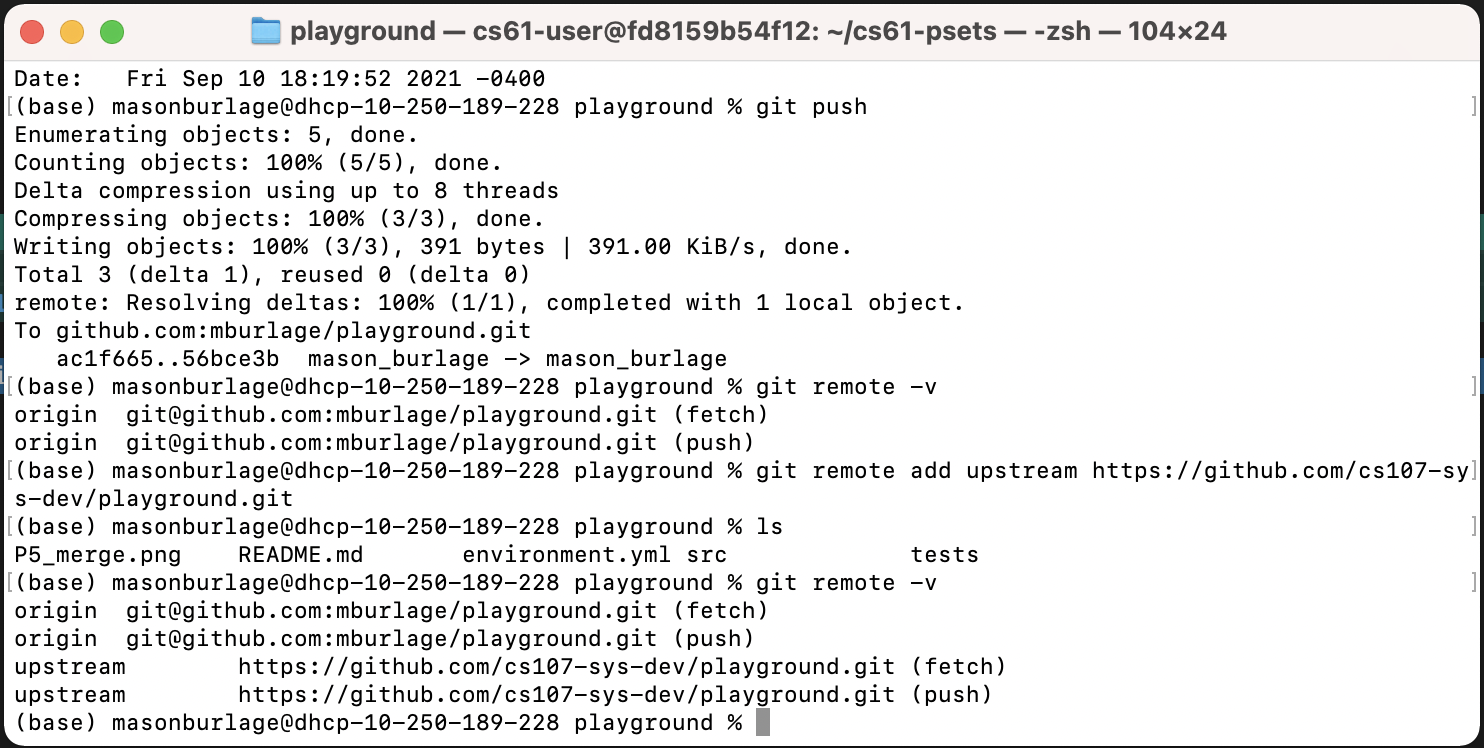 playground — cs61-user@fd8159b54f12: ~/cs61-psets — -zsh — 104×24
Date:   Fri Sep 10 18:19:52 2021 -0400
[(base) masonburlage@dhcp-10-250-189-228 playground % git push ]
Enumerating objects: 5, done.
Counting objects: 100% (5/5), done.
Delta compression using up to 8 threads
Compressing objects: 100% (3/3), done.
Writing objects: 100% (3/3), 391 bytes | 391.00 KiB/s, done.
Total 3 (delta 1), reused 0 (delta 0)
remote: Resolving deltas: 100% (1/1), completed with 1 local object.
To github.com:mburlage/playground.git
   ac1f665..56bce3b  mason_burlage -> mason_burlage
[(base) masonburlage@dhcp-10-250-189-228 playground % git remote -v ]
origin  git@github.com:mburlage/playground.git (fetch)
origin  git@github.com:mburlage/playground.git (push)
[(base) masonburlage@dhcp-10-250-189-228 playground % git remote add upstream https://github.com/cs107-sy]
s-dev/playground.git
[(base) masonburlage@dhcp-10-250-189-228 playground % ls ]
P5_merge.png    README.md       environment.yml src             tests
[(base) masonburlage@dhcp-10-250-189-228 playground % git remote -v ]
origin  git@github.com:mburlage/playground.git (fetch)
origin  git@github.com:mburlage/playground.git (push)
upstream        https://github.com/cs107-sys-dev/playground.git (fetch)
upstream        https://github.com/cs107-sys-dev/playground.git (push)
(base) masonburlage@dhcp-10-250-189-228 playground %